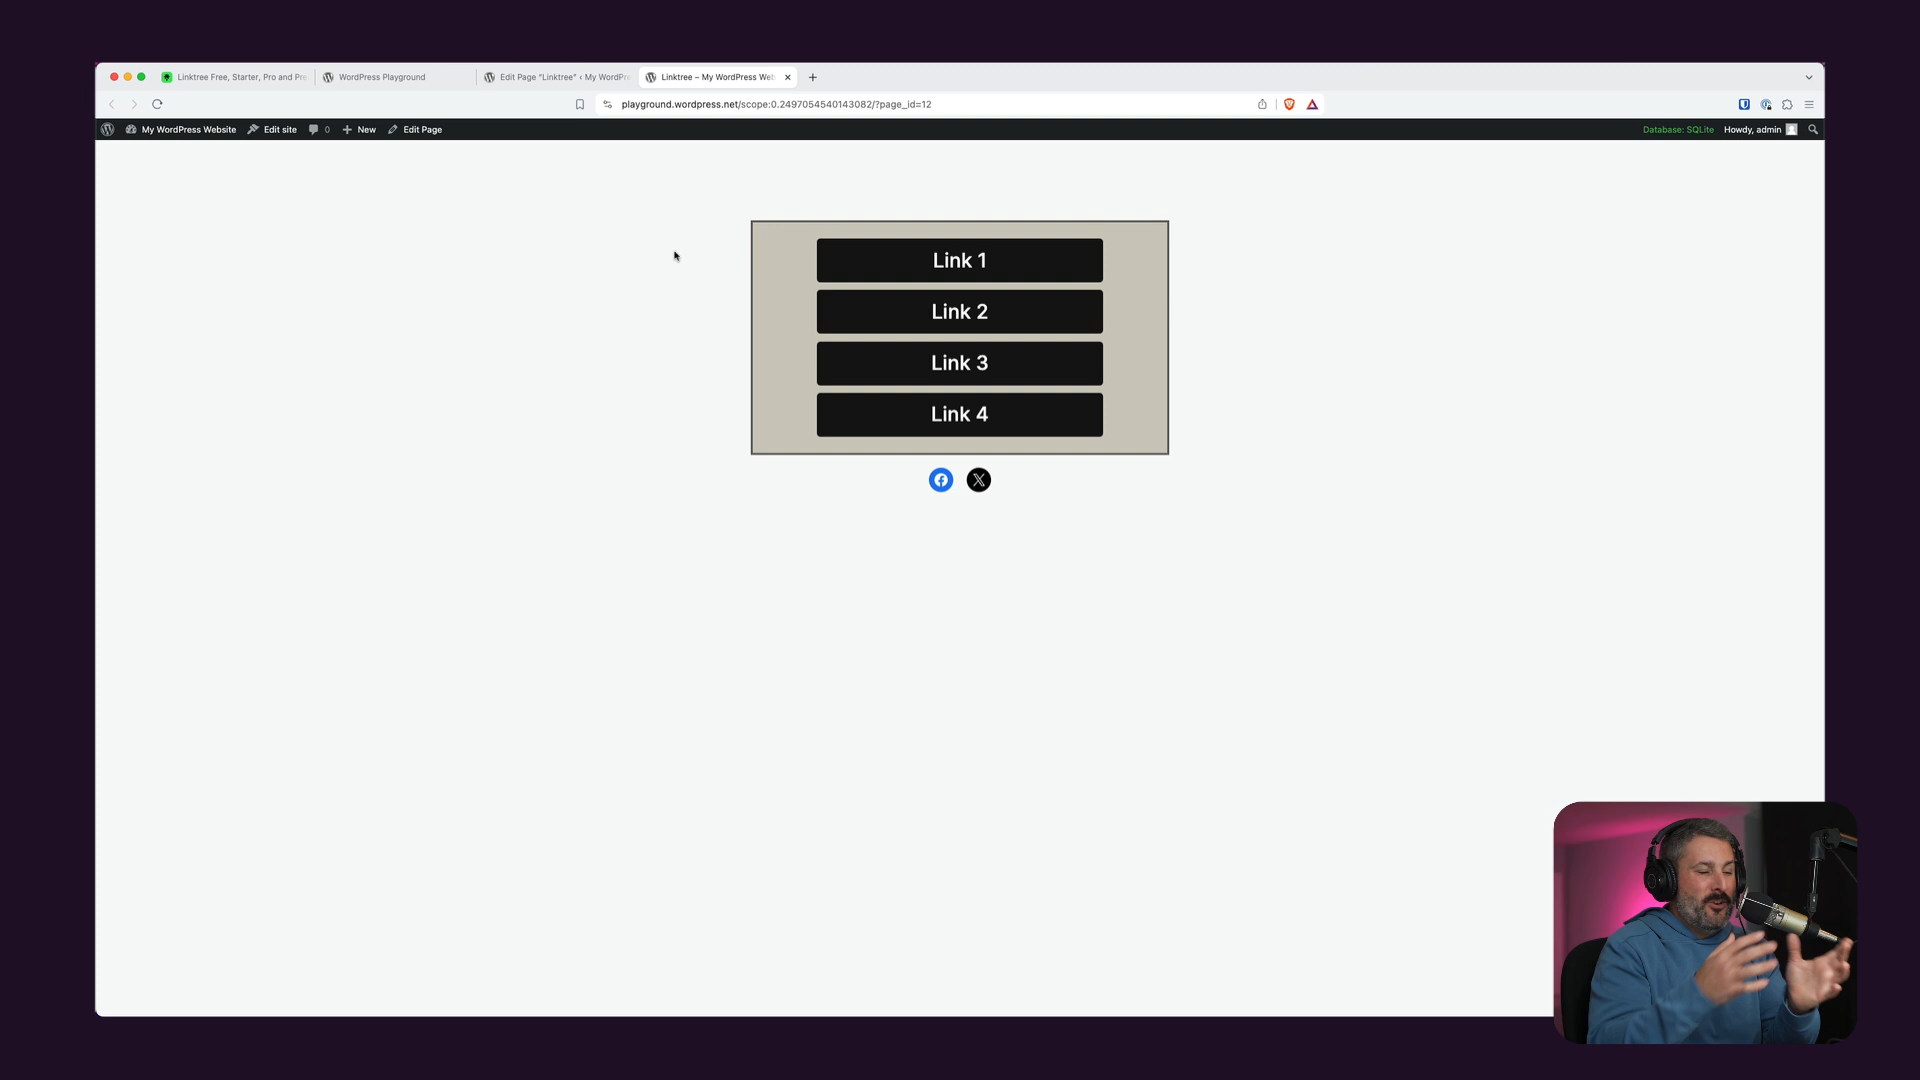 Linktree Free, Starter, Pro and Pre
WordPress Playground
Edit Page "Linktree" ‹ My WordPr
Linktree – My WordPress Web
playground.wordpress.net/scope:0.2497054540143082/?page_id=12
My WordPress Website
Edit site
0
New
Edit Page
Database: SQLite
Howdy, admin
Link 1
Link 2
Link 3
Link 4